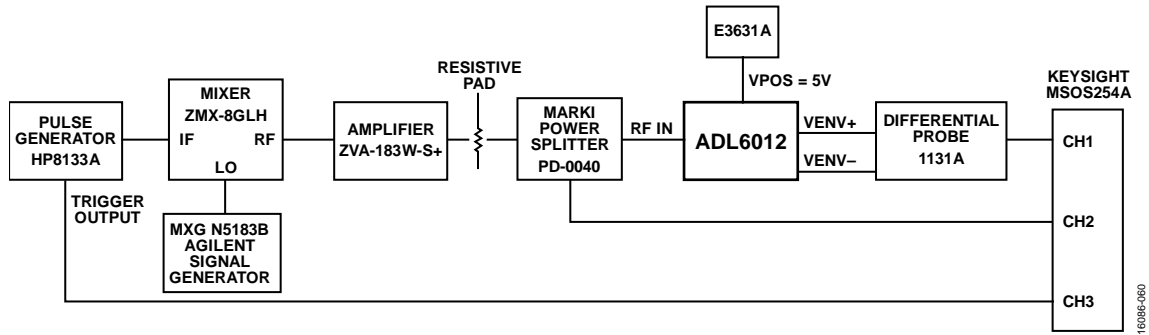 E3631A
VPOS = 5V
RESISTIVE
PAD
KEYSIGHT
MSOS254A
PULSE
GENERATOR
HP8133A
MIXER
ZMX-8GLH
IF
RF
LO
AMPLIFIER
ZVA-183W-S+
MARKI
POWER
SPLITTER
PD-0040
RF IN
ADL6012
VENV+
VENV–
DIFFERENTIAL
PROBE
1131A
CH1
TRIGGER
OUTPUT
MXG N5183B
AGILENT
SIGNAL
GENERATOR
CH2
CH3
16086-060